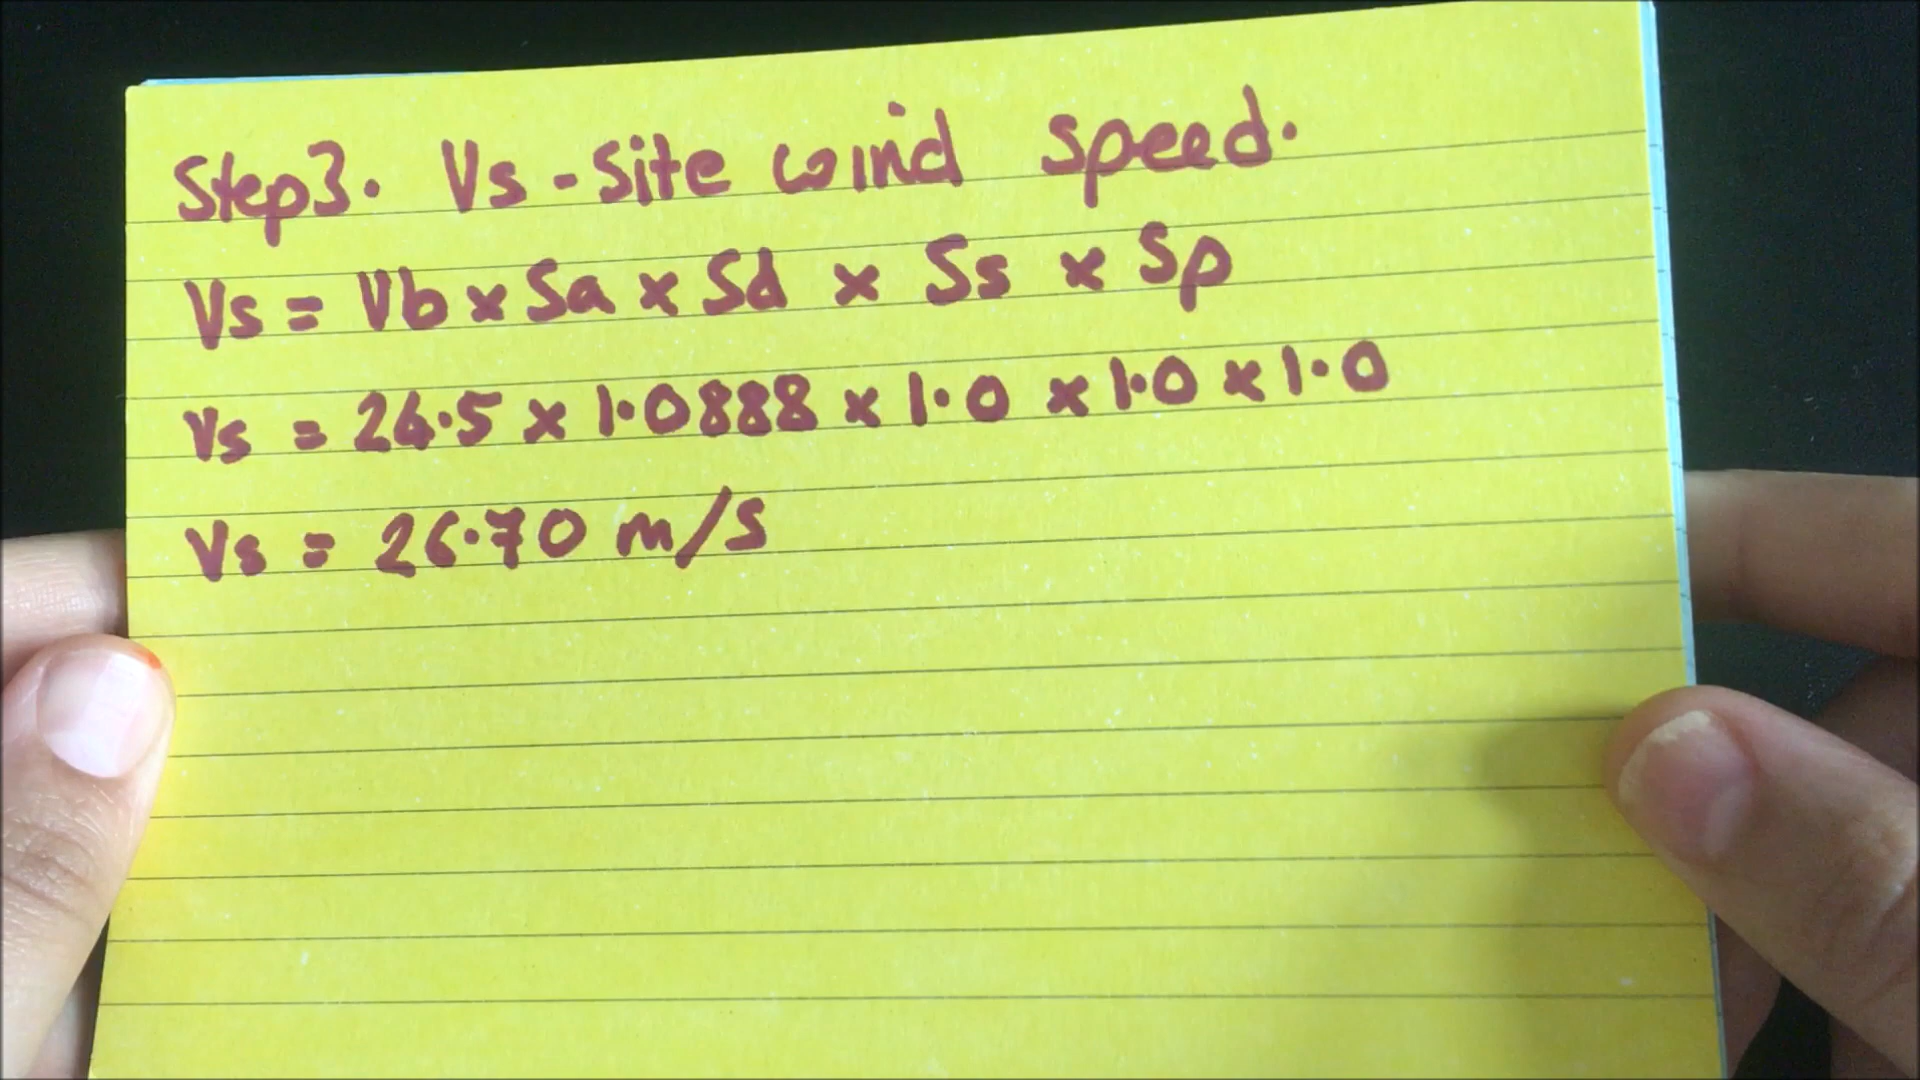 Step3. Vs - Site wind speed.
Vs = Vb x Sa x Sd x Ss x Sp
Vs = 24.5 x 1.0888 x 1.0 x 1.0 x 1.0
Vs = 26.70 m/s